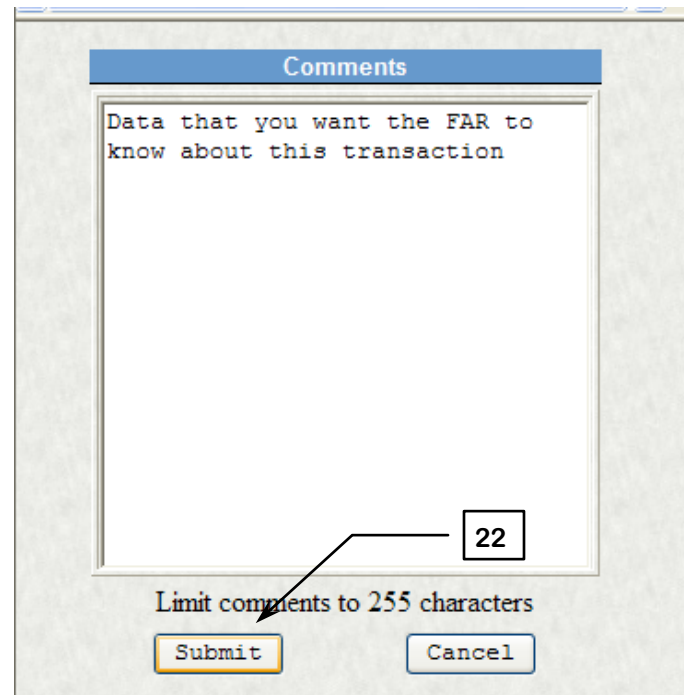 Comments
Data that you want the FAR to
know about this transaction
22
Limit comments to 255 characters
Submit Cancel